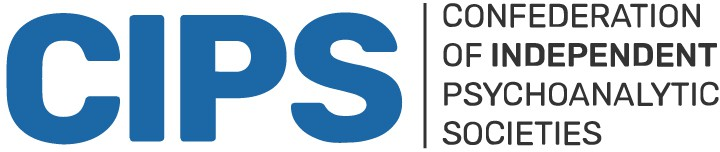 CIPS
CONFEDERATION
OF INDEPENDENT
PSYCHOANALYTIC
SOCIETIES